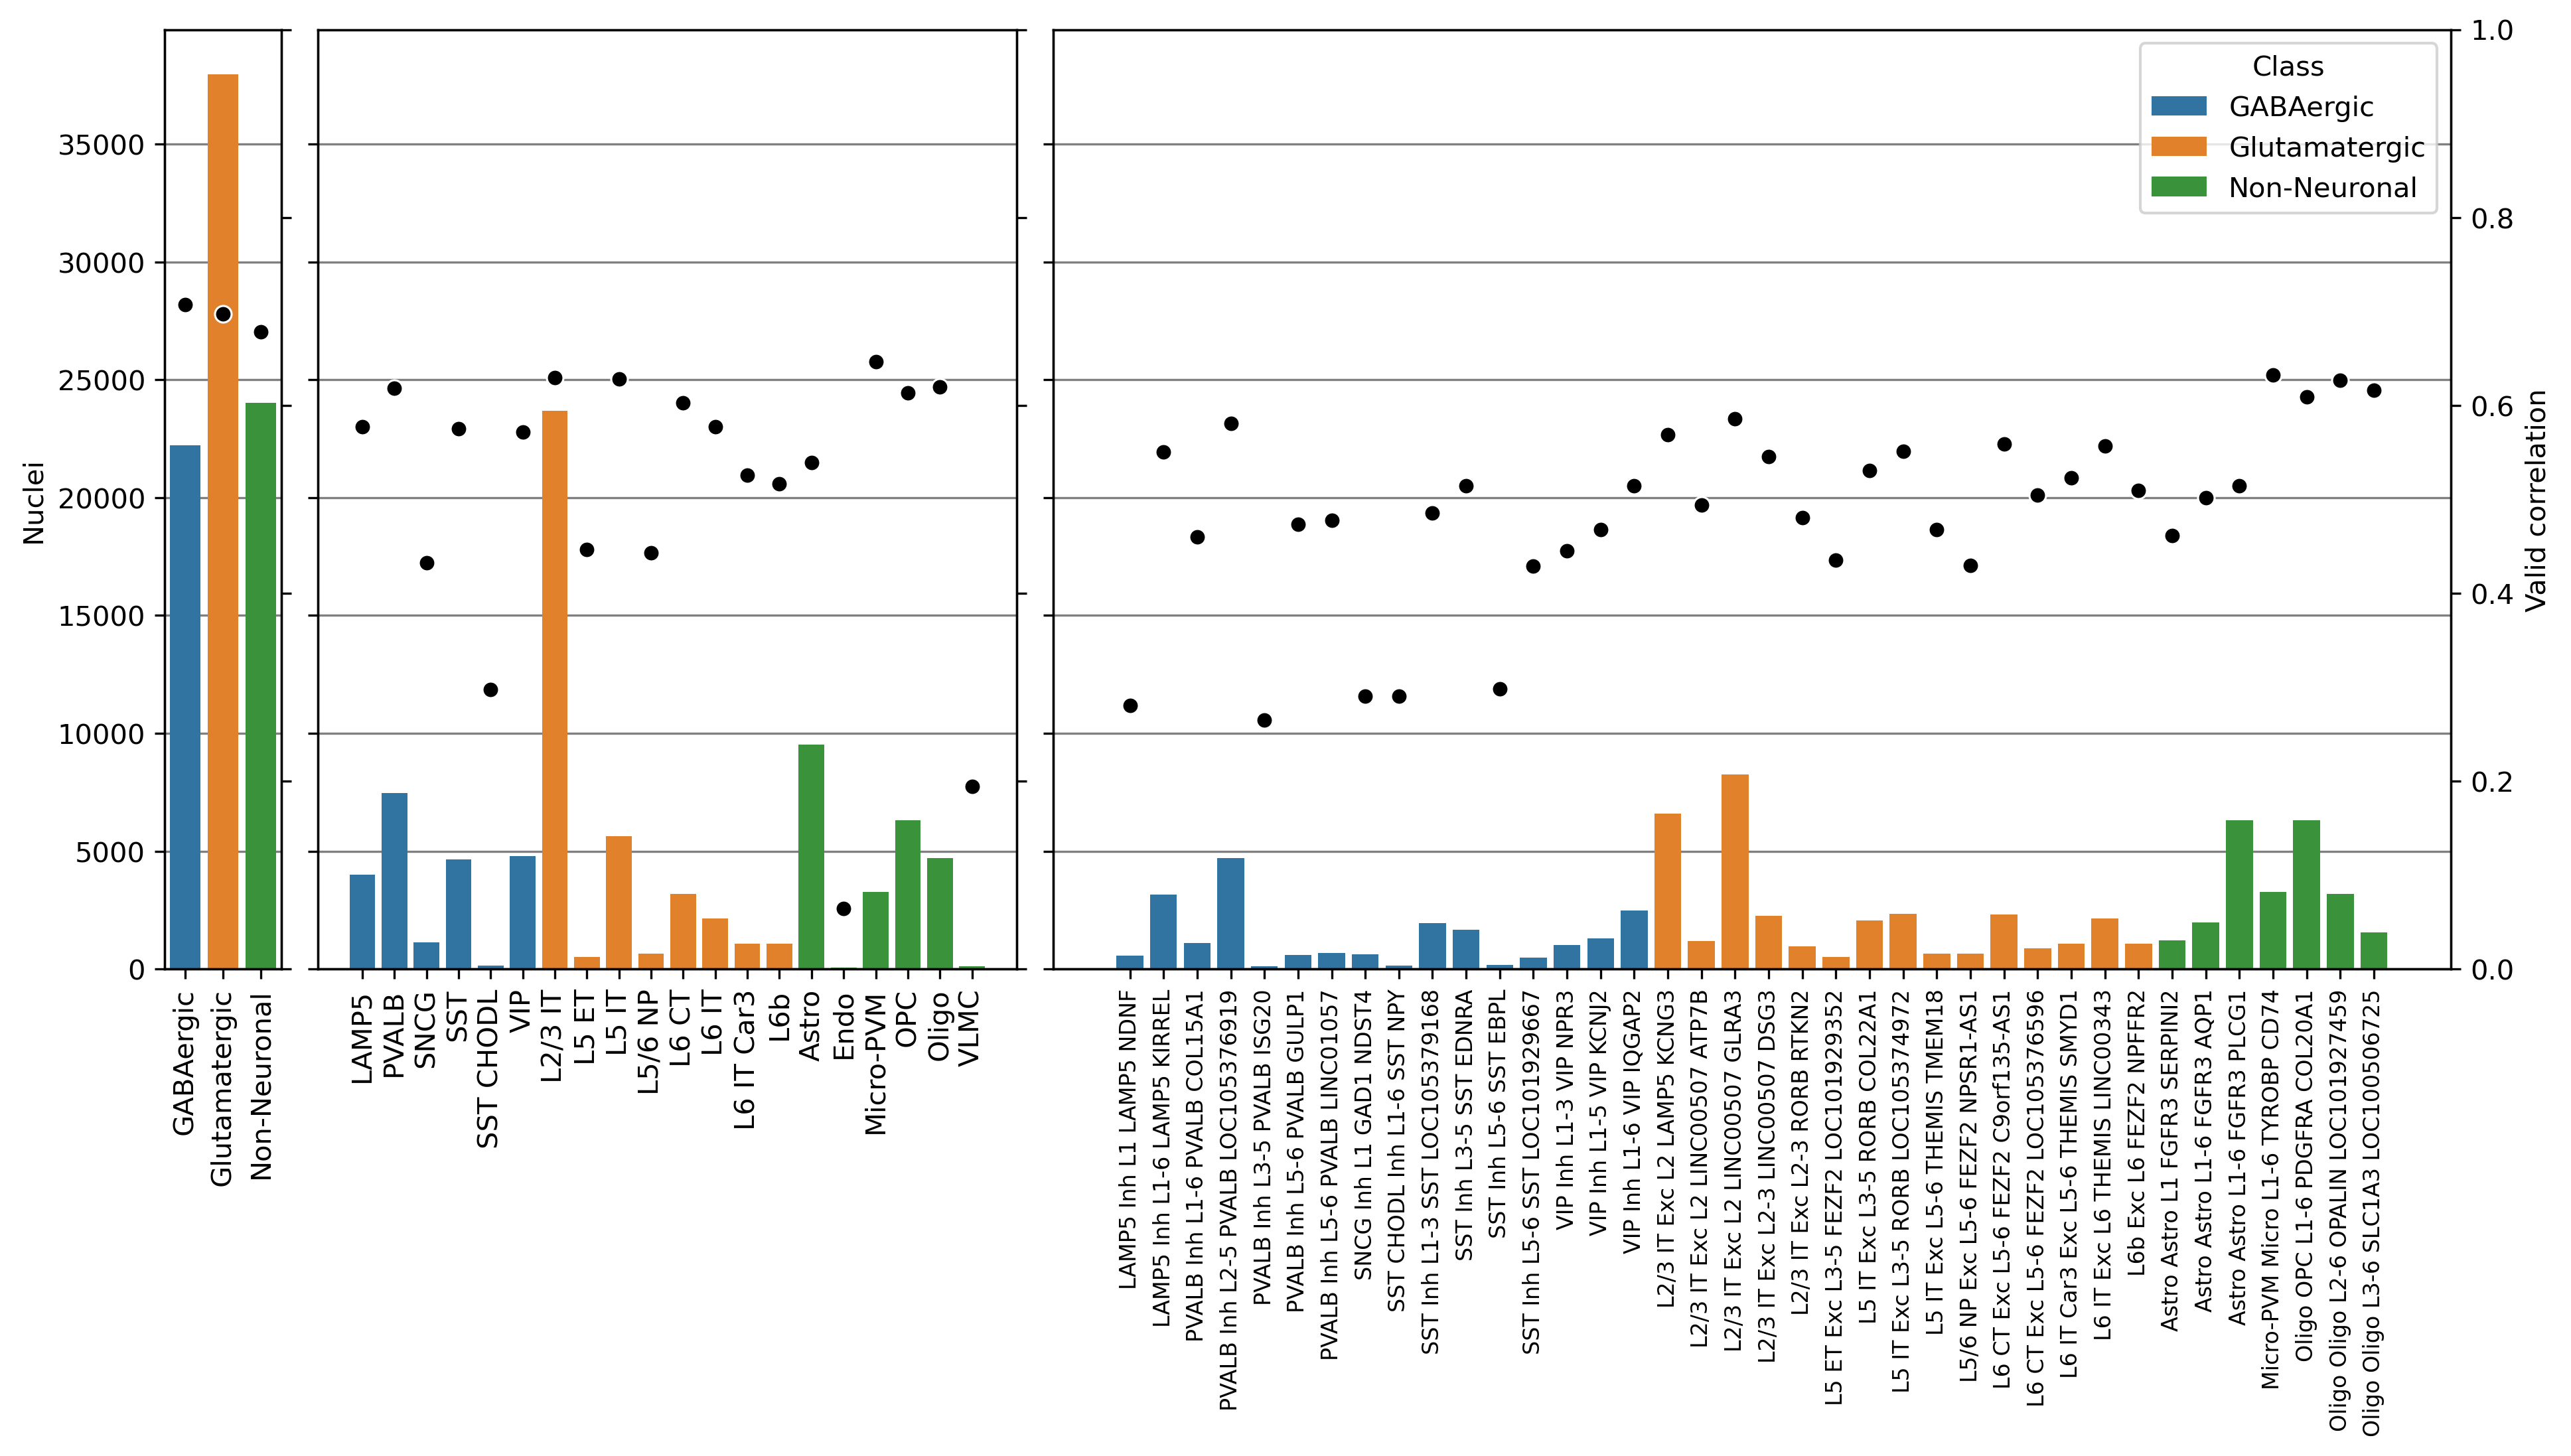 Nuclei
35000
30000
25000
20000
15000
10000
5000
0
GABAergic
Glutamatergic
Non-Neuronal
LAMP5
PVALB
SNCG
SST
SST CHODL
VIP
L2/3 IT
L5 ET
L5 IT
L5/6 NP
L6 CT
L6 IT
L6 IT Car3
L6b
Astro
Endo
Micro-PVM
OPC
Oligo
VLMC
LAMP5 Inh L1 LAMP5 NDNF
LAMP5 Inh L1-6 LAMP5 KIRREL
PVALB Inh L1-6 PVALB COL15A1
PVALB Inh L2-5 PVALB LOC105376919
PVALB Inh L3-5 PVALB ISG20
PVALB Inh L5-6 PVALB GULP1
PVALB Inh L5-6 PVALB LINC01057
SNCG Inh L1 GAD1 NDST4
SST CHODL Inh L1-6 SST NPY
SST Inh L1-3 SST LOC105379168
SST Inh L3-5 SST EDNRA
SST Inh L5-6 SST EBPL
SST Inh L5-6 SST LOC101929667
VIP Inh L1-3 VIP NPR3
VIP Inh L1-5 VIP KCNJ2
VIP Inh L1-6 VIP IQGAP2
L2/3 IT Exc L2 LAMP5 KCNG3
L2/3 IT Exc L2 LINC00507 ATP7B
L2/3 IT Exc L2 LINC00507 GLRA3
L2/3 IT Exc L2-3 LINC00507 DSG3
L2/3 IT Exc L2-3 RORB RTKN2
L5 ET Exc L3-5 FEZF2 LOC101929352
L5 IT Exc L3-5 RORB COL22A1
L5 IT Exc L3-5 RORB LOC105374972
L5 IT Exc L5-6 THEMIS TMEM18
L5/6 NP Exc L5-6 FEZF2 NPSR1-AS1
L6 CT Exc L5-6 FEZF2 C9orf135-AS1
L6 CT Exc L5-6 FEZF2 LOC105376596
L6 IT Car3 Exc L5-6 THEMIS SMYD1
L6 IT Exc L6 THEMIS LINC00343
L6b Exc L6 FEZF2 NPFFR2
Astro Astro L1 FGFR3 SERPINI2
Astro Astro L1-6 FGFR3 AQP1
Astro Astro L1-6 FGFR3 PLCG1
Micro-PVM Micro L1-6 TYROBP CD74
Oligo OPC L1-6 PDGFRA COL20A1
Oligo Oligo L2-6 OPALIN LOC101927459
Oligo Oligo L3-6 SLC1A3 LOC100506725
Class
GABAergic
Glutamatergic
Non-Neuronal
1.0
0.8
0.6
0.4
0.2
0.0
Valid correlation